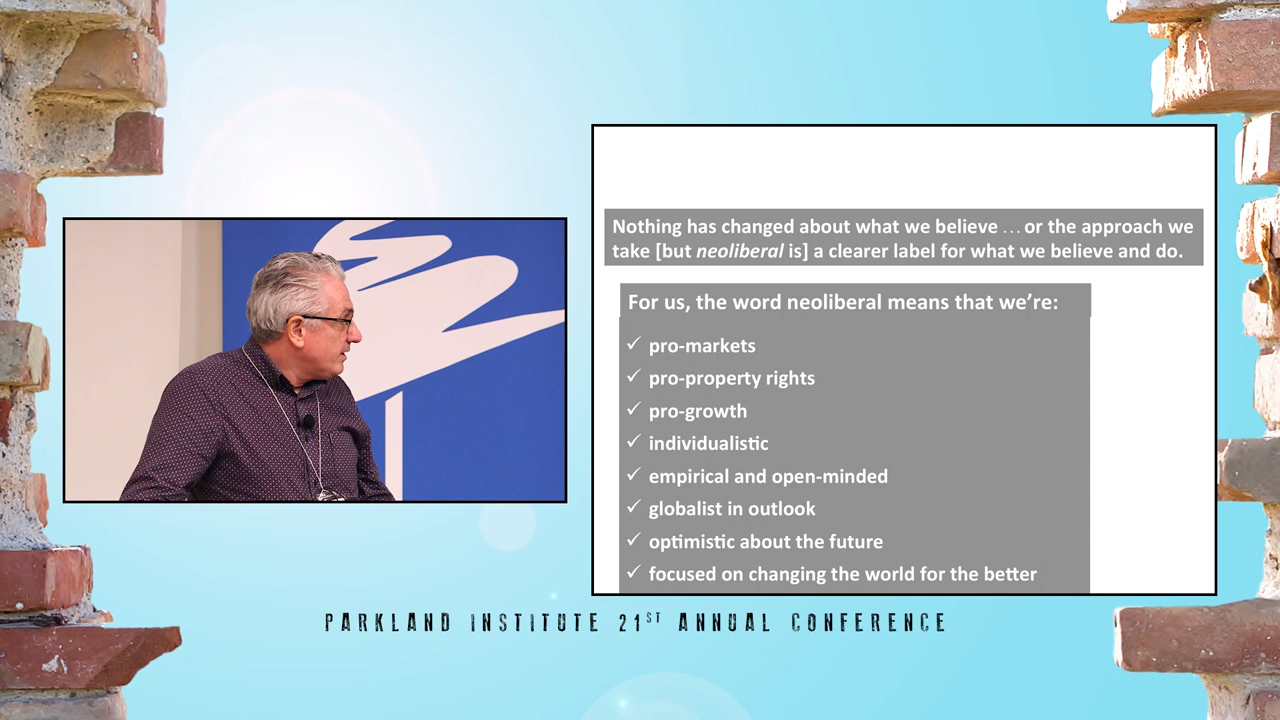 Nothing has changed about what we believe ... or the approach we
take [but neoliberal is] a clearer label for what we believe and do.
For us, the word neoliberal means that we're:
✓ pro-markets
✓ pro-property rights
✓ pro-growth
✓ individualistic
✓ empirical and open-minded
✓ globalist in outlook
✓ optimistic about the future
✓ focused on changing the world for the better
PARKLAND INSTITUTE 21ST ANNUAL CONFERENCE